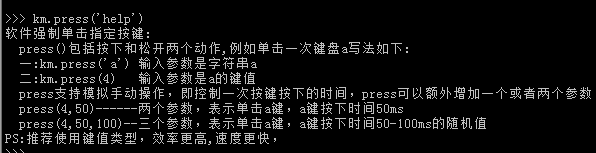 >>> km.press('help')
软件强制单击指定按键:
press()包括按下和松开两个动作,例如单击一次键盘a写法如下:
一:km.press('a') 输入参数是字符串a
二:km.press(4)   输入参数是a的键值
press支持模拟手动操作，即控制一次按键按下的时间，press可以额外增加一个或者两个参数
press(4,50)------两个参数，表示单击a键，a键按下时间50ms
press(4,50,100)--三个参数，表示单击a键，a键按下时间50-100ms的随机值
PS:推荐使用键值类型，效率更高,速度更快，
>>>